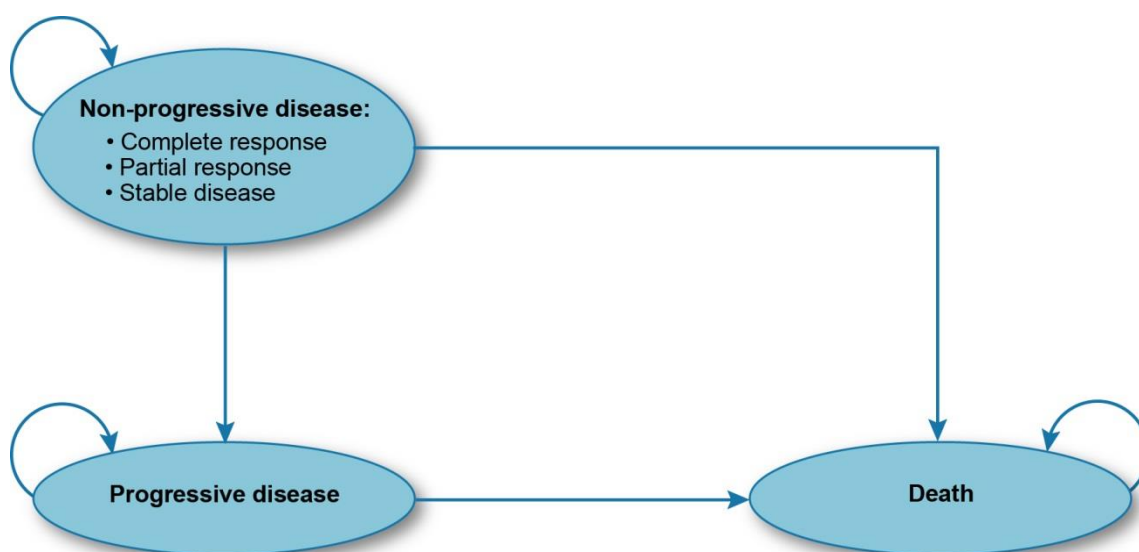 Non-progressive disease:
• Complete response
• Partial response
• Stable disease
Progressive disease
Death